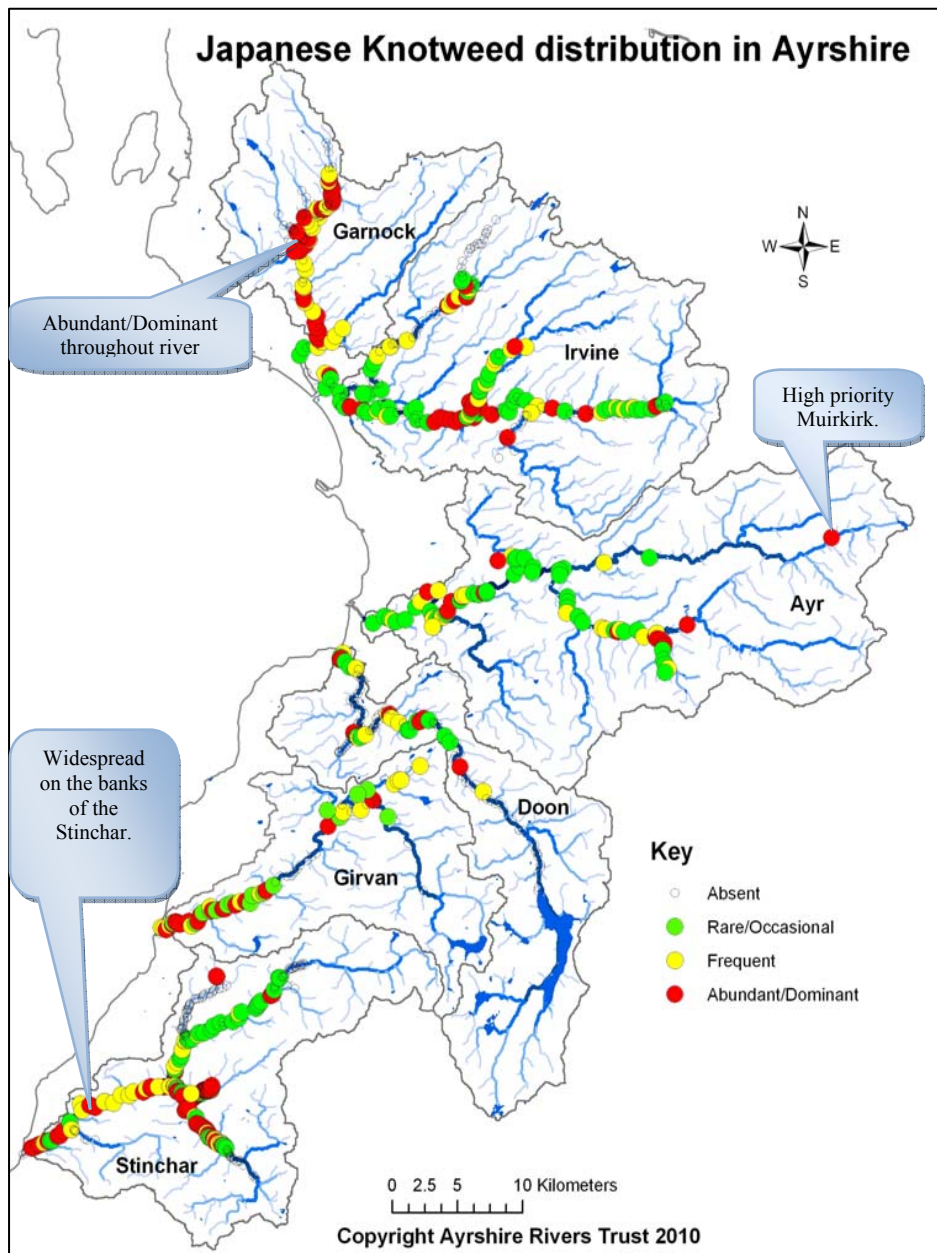 Japanese Knotweed distribution in Ayrshire
N
W E
S
Garnock
Abundant/Dominant
throughout river
Irvine
High priority
Muirkirk.
Ayr
Widespread
on the banks
of the
Stinchar.
Doon
Girvan
Key
Absent
Rare/Occasional
Frequent
Abundant/Dominant
Stinchar
0 2.5 5 10 Kilometers
Copyright Ayrshire Rivers Trust 2010